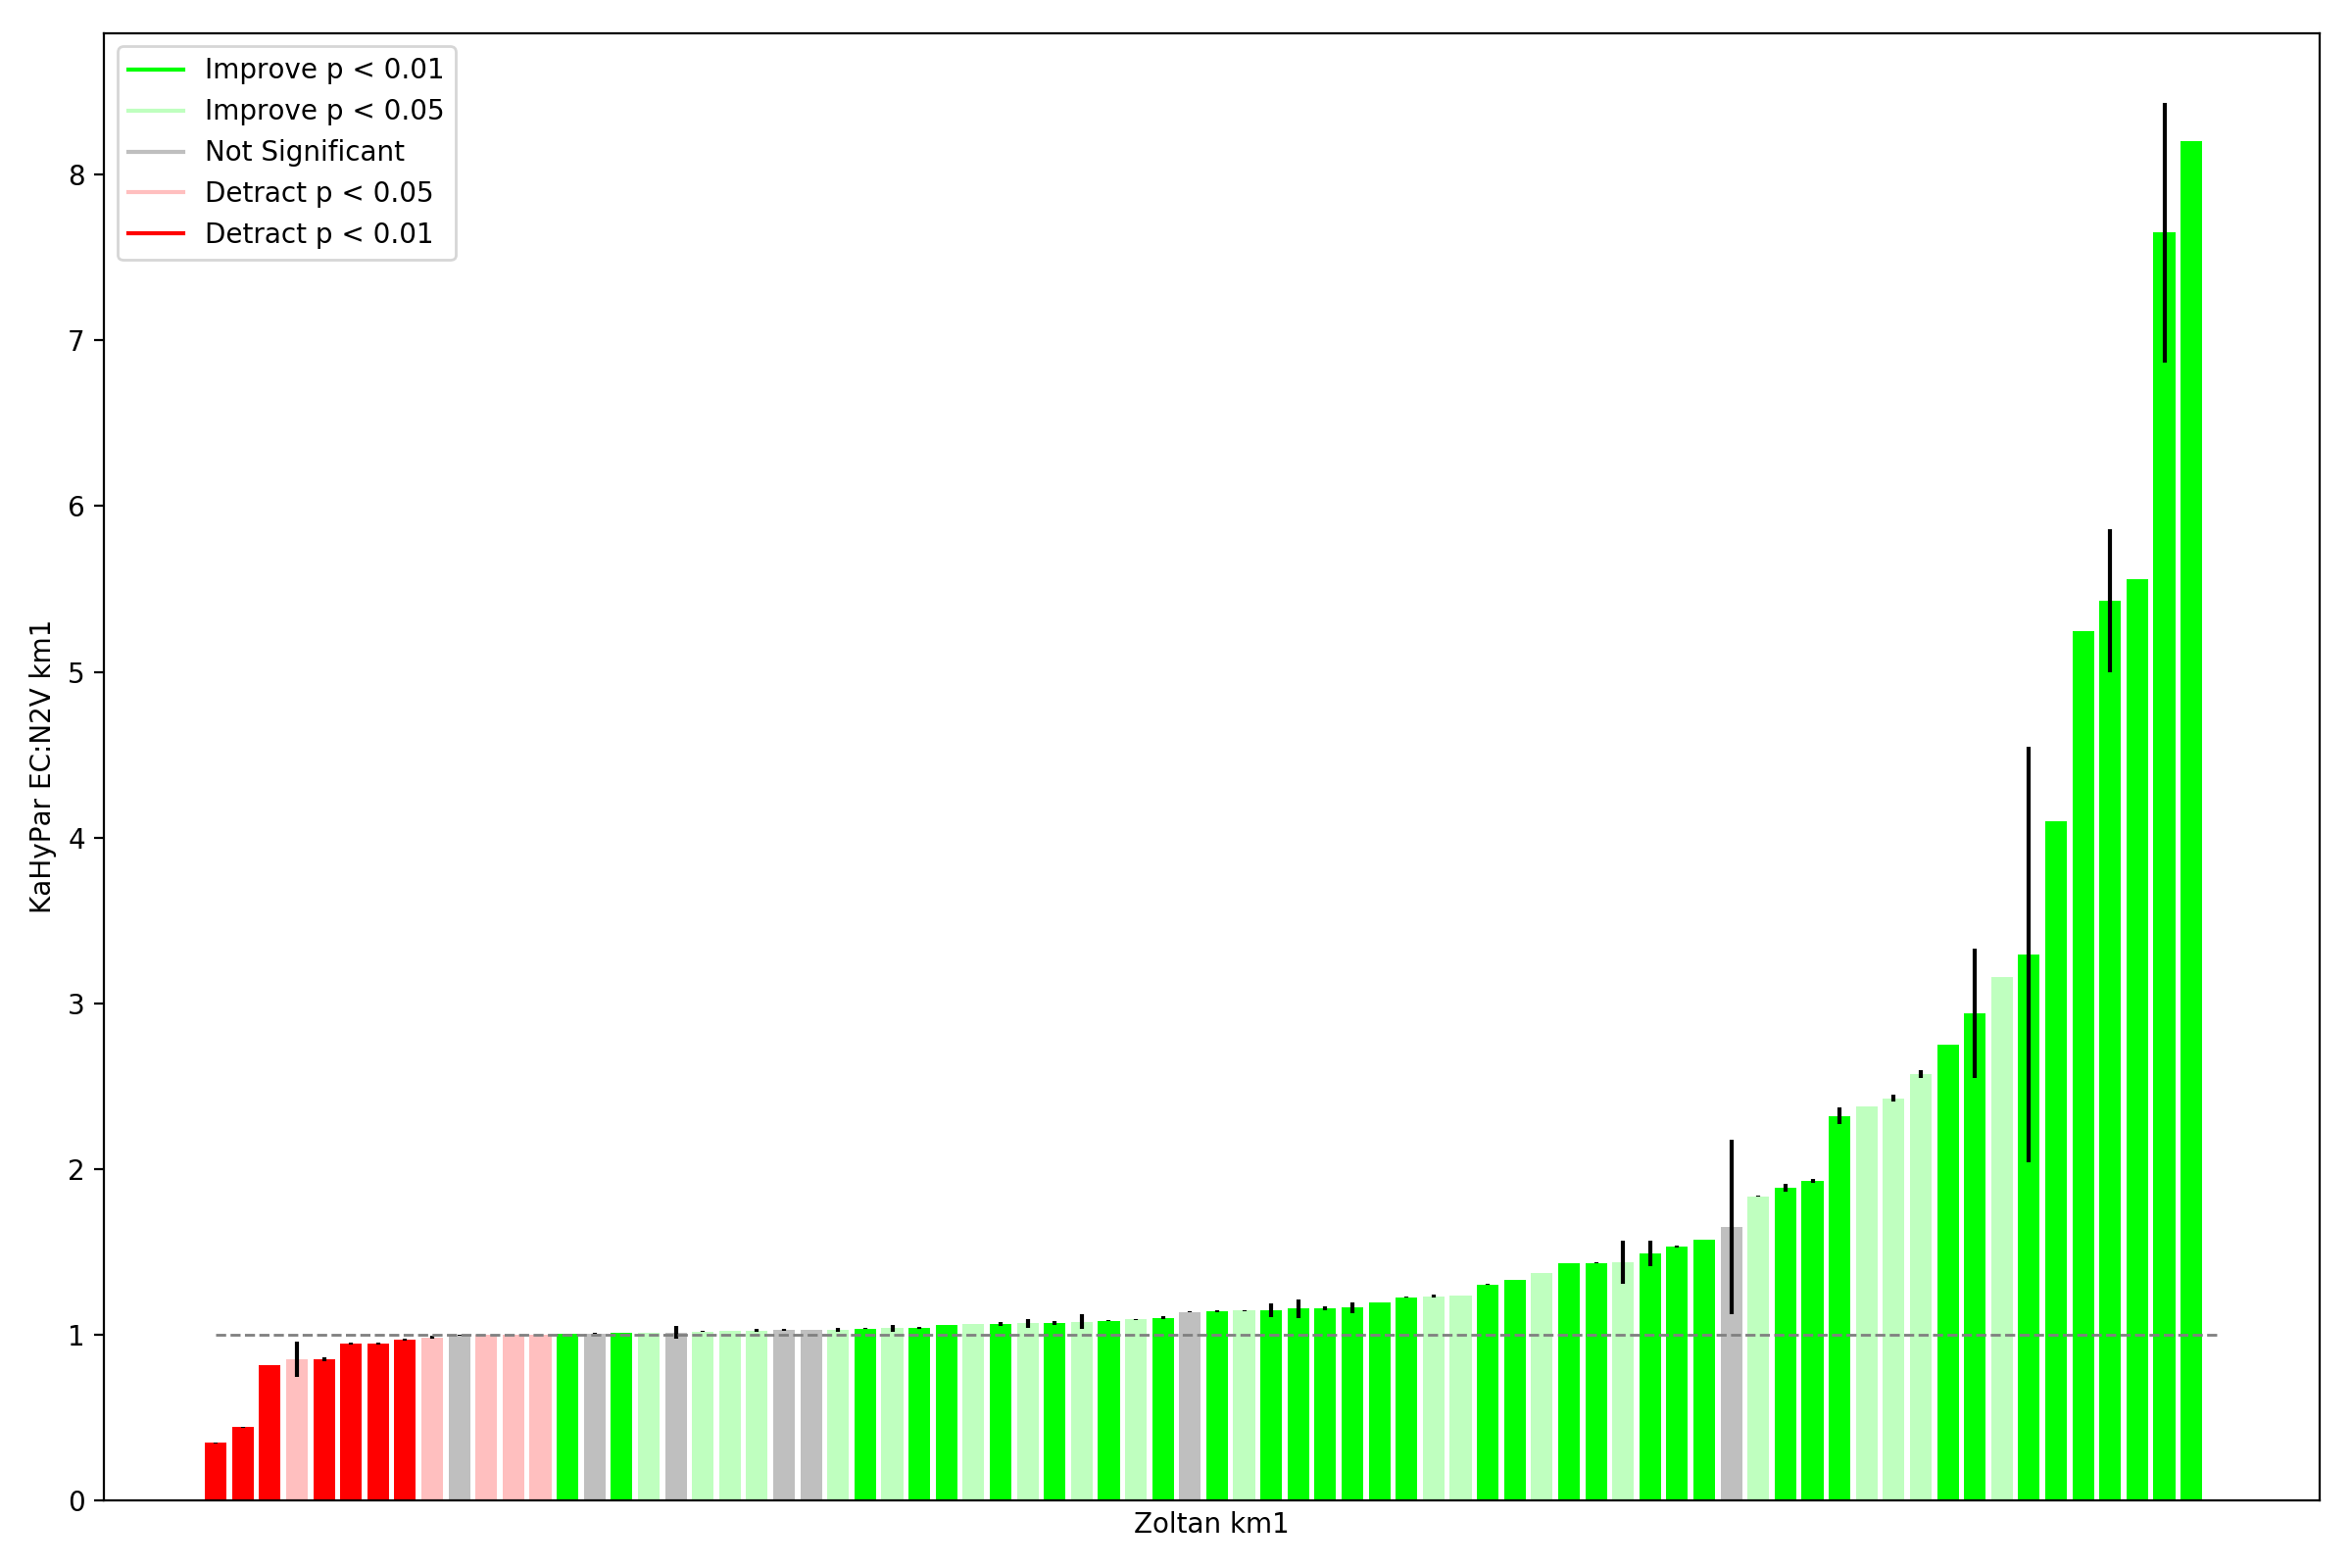 Improve p < 0.01
Improve p < 0.05
Not Significant
Detract p < 0.05
Detract p < 0.01
8
7
6
5
4
3
2
1
0
KaHyPar EC:N2V km1
Zoltan km1